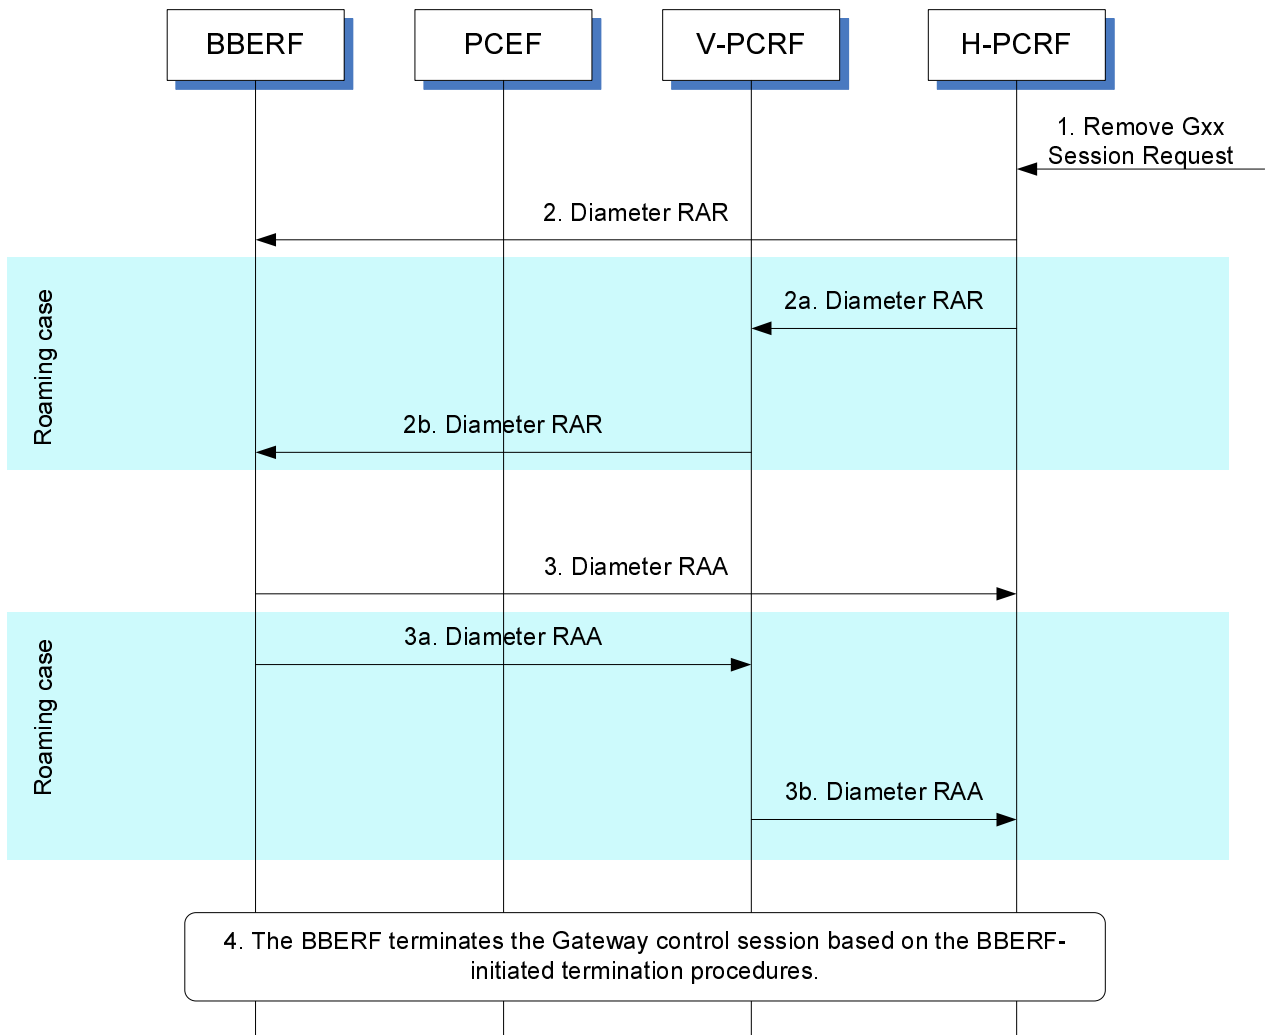 BBERF
PCEF
V-PCRF
H-PCRF
1. Remove Gxx
Session Request
2. Diameter RAR
Roaming case
2a. Diameter RAR
2b. Diameter RAR
3. Diameter RAA
Roaming case
3a. Diameter RAA
3b. Diameter RAA
4. The BBERF terminates the Gateway control session based on the BBERF-
initiated termination procedures.